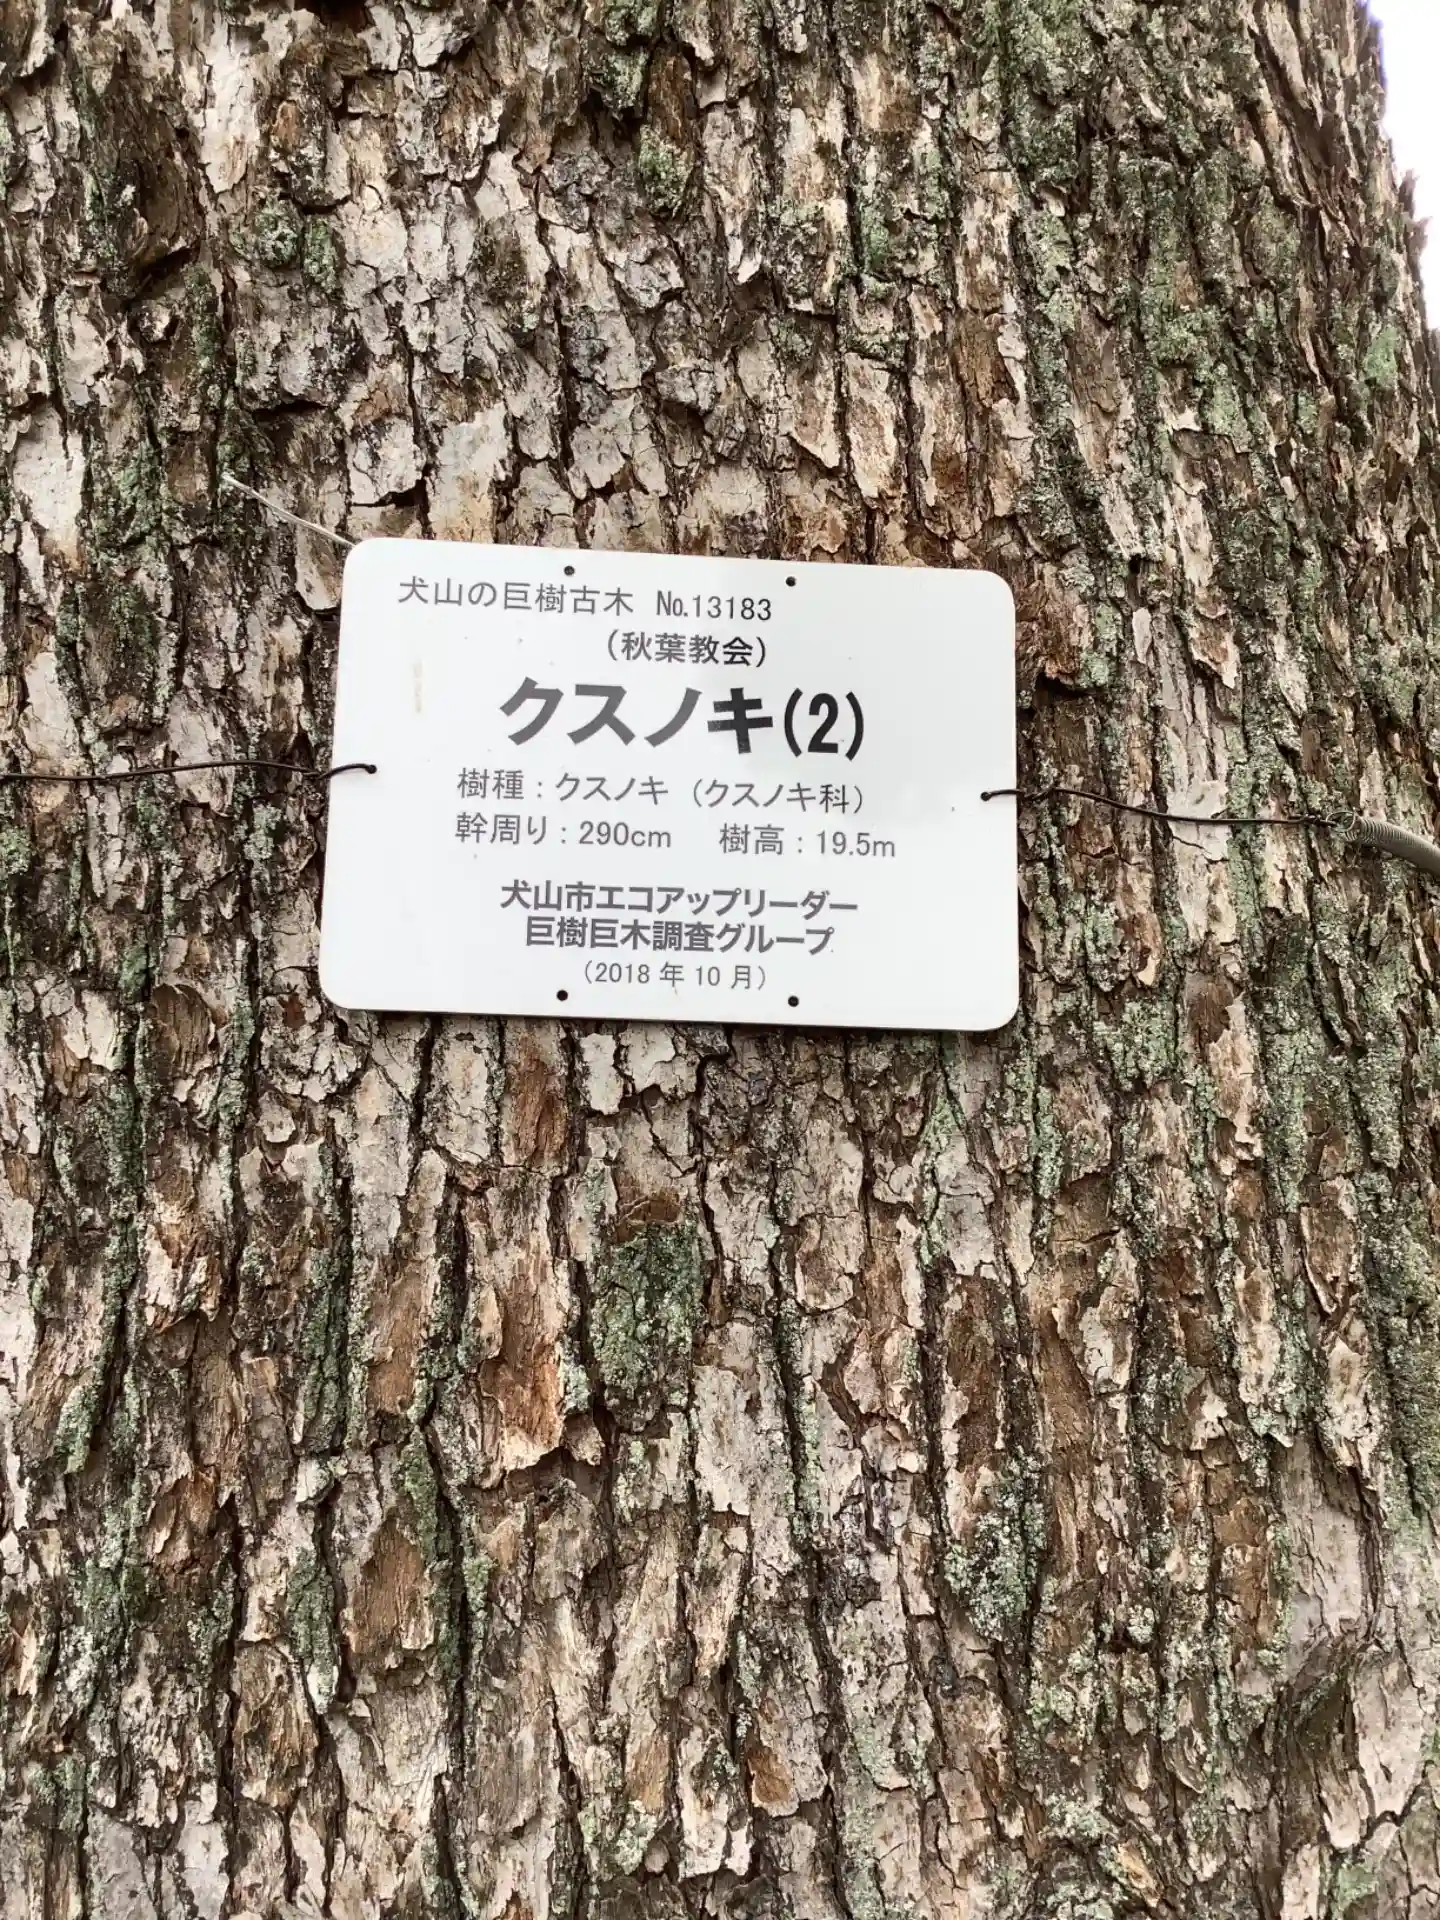 犬山の巨樹古木 №13183
（秋葉教会）
クスノキ(2)
樹種：クスノキ（クスノキ科）
幹周り：290cm 樹高：19.5m
犬山市エコアップリーダー
巨樹巨木調査グループ
（2018年10月）